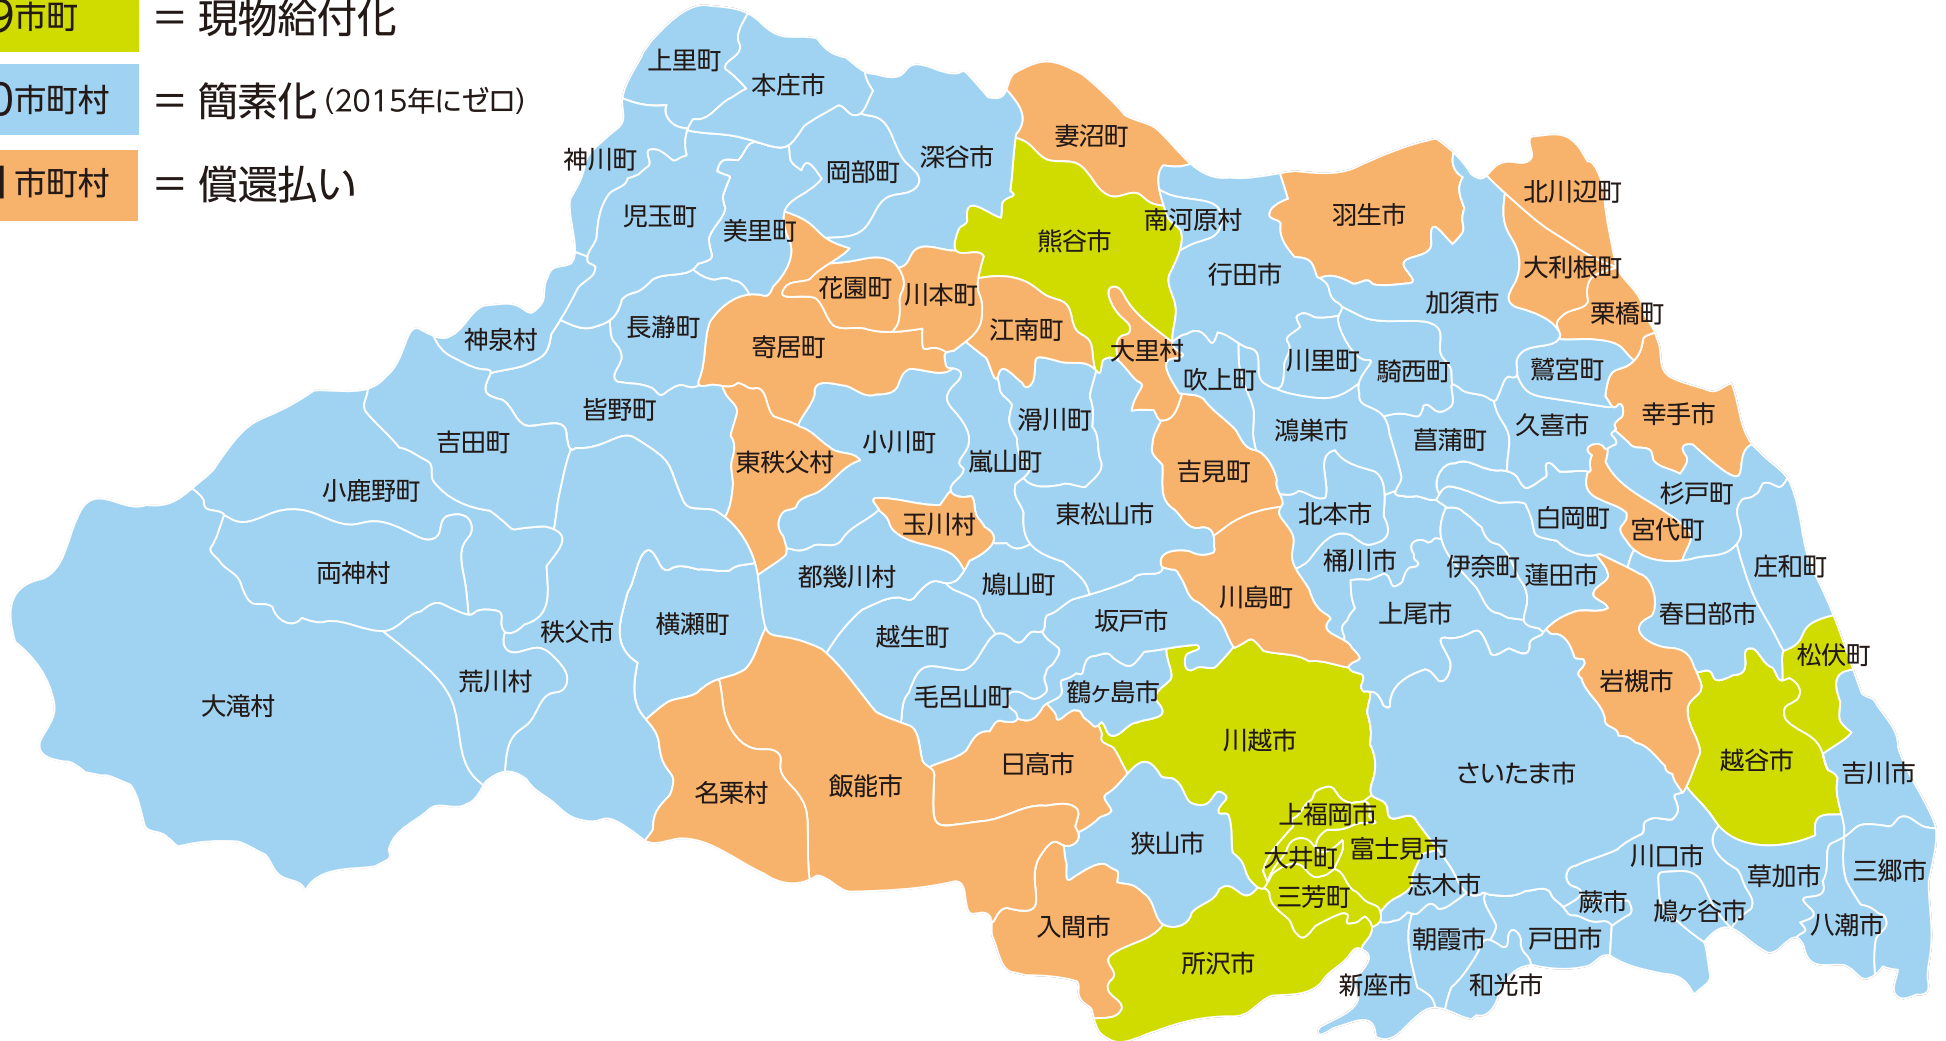 9市町 ＝ 現物給付化
0市町村 ＝ 簡素化（2015年にゼロ）
1市町村 ＝ 償還払い
上里町
本庄市
神川町
児玉町
美里町
岡部町
深谷市
妻沼町
熊谷市
南河原村
行田市
羽生市
北川辺町
大利根町
加須市
栗橋町
花園町
川本町
江南町
寄居町
長瀞町
神泉村
皆野町
吉田町
小鹿野町
両神村
大滝村
荒川村
秩父市
横瀬町
東秩父村
小川町
嵐山町
滑川町
大里村
吹上町
川里町
騎西町
鷲宮町
幸手市
鴻巣市
菖蒲町
久喜市
杉戸町
宮代町
白岡町
吉見町
東松山市
玉川村
都幾川村
鳩山町
越生町
毛呂山町
坂戸市
鶴ヶ島市
川島町
北本市
桶川市
伊奈町
蓮田市
上尾市
庄和町
春日部市
岩槻市
松伏町
越谷市
吉川市
さいたま市
川越市
日高市
飯能市
名栗村
狭山市
入間市
所沢市
上福岡市
大井町
富士見市
三芳町
志木市
朝霞市
新座市
和光市
戸田市
蕨市
川口市
鳩ヶ谷市
草加市
八潮市
三郷市